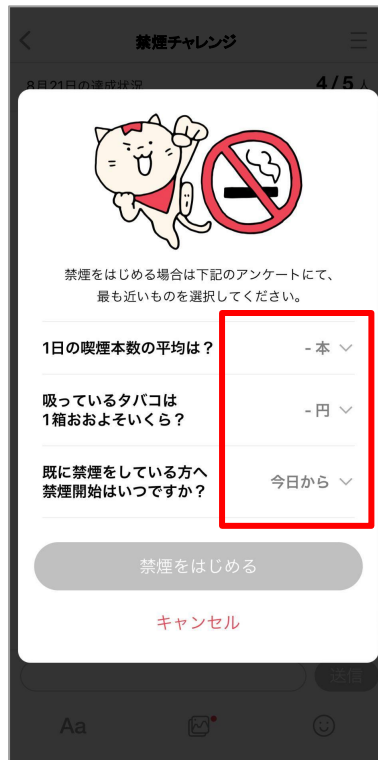 禁煙チャレンジ
8月21日の達成状況 4/5人
禁煙をはじめる場合は下記のアンケートにて、
最も近いものを選択してください。
1日の喫煙本数の平均は？ - 本
吸っているタバコは
1箱おおよそいくら？ - 円
既に禁煙をしている方へ
禁煙開始はいつですか？ 今日から
禁煙をはじめる
キャンセル
送信
Aa